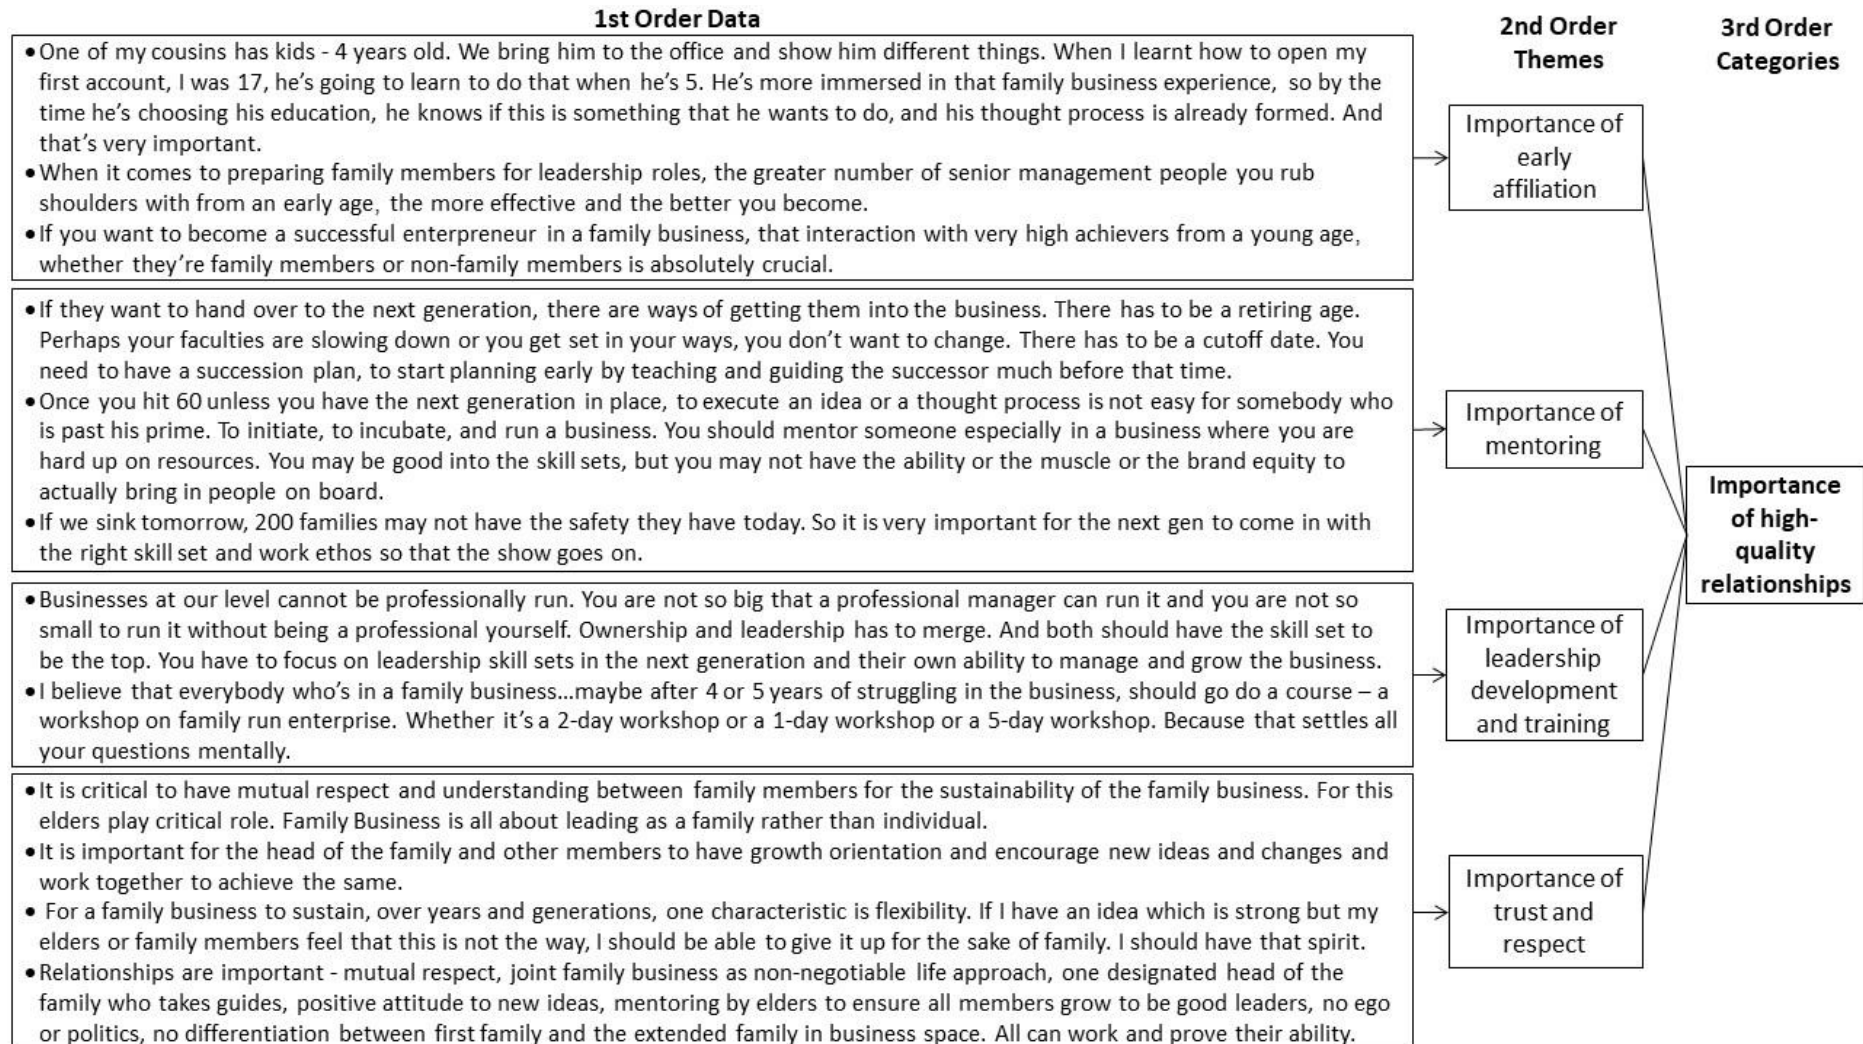 1st Order Data
2nd Order
Themes
3rd Order
Categories
•One of my cousins has kids - 4 years old. We bring him to the office and show him different things. When I learnt how to open my
first account, I was 17, he's going to learn to do that when he's 5. He's more immersed in that family business experience, so by the
time he's choosing his education, he knows if this is something that he wants to do, and his thought process is already formed. And
that's very important.
•When it comes to preparing family members for leadership roles, the greater number of senior management people you rub
shoulders with from an early age, the more effective and the better you become.
•If you want to become a successful enterpreneur in a family business, that interaction with very high achievers from a young age,
whether they're family members or non-family members is absolutely crucial.
Importance of
early
affiliation
•If they want to hand over to the next generation, there are ways of getting them into the business. There has to be a retiring age.
Perhaps your faculties are slowing down or you get set in your ways, you don't want to change. There has to be a cutoff date. You
need to have a succession plan, to start planning early by teaching and guiding the successor much before that time.
•Once you hit 60 unless you have the next generation in place, to execute an idea or a thought process is not easy for somebody who
is past his prime. To initiate, to incubate, and run a business. You should mentor someone especially in a business where you are
hard up on resources. You may be good into the skill sets, but you may not have the ability or the muscle or the brand equity to
actually bring in people on board.
•If we sink tomorrow, 200 families may not have the safety they have today. So it is very important for the next gen to come in with
the right skill set and work ethos so that the show goes on.
Importance of
mentoring
•Businesses at our level cannot be professionally run. You are not so big that a professional manager can run it and you are not so
small to run it without being a professional yourself. Ownership and leadership has to merge. And both should have the skill set to
be the top. You have to focus on leadership skill sets in the next generation and their own ability to manage and grow the business.
•I believe that everybody who's in a family business...maybe after 4 or 5 years of struggling in the business, should go do a course – a
workshop on family run enterprise. Whether it's a 2-day workshop or a 1-day workshop or a 5-day workshop. Because that settles all
your questions mentally.
Importance of
leadership
development
and training
•It is critical to have mutual respect and understanding between family members for the sustainability of the family business. For this
elders play critical role. Family Business is all about leading as a family rather than individual.
•It is important for the head of the family and other members to have growth orientation and encourage new ideas and changes and
work together to achieve the same.
• For a family business to sustain, over years and generations, one characteristic is flexibility. If I have an idea which is strong but my
elders or family members feel that this is not the way, I should be able to give it up for the sake of family. I should have that spirit.
•Relationships are important - mutual respect, joint family business as non-negotiable life approach, one designated head of the
family who takes guides, positive attitude to new ideas, mentoring by elders to ensure all members grow to be good leaders, no ego
or politics, no differentiation between first family and the extended family in business space. All can work and prove their ability.
Importance of
trust and
respect
Importance
of high-
quality
relationships